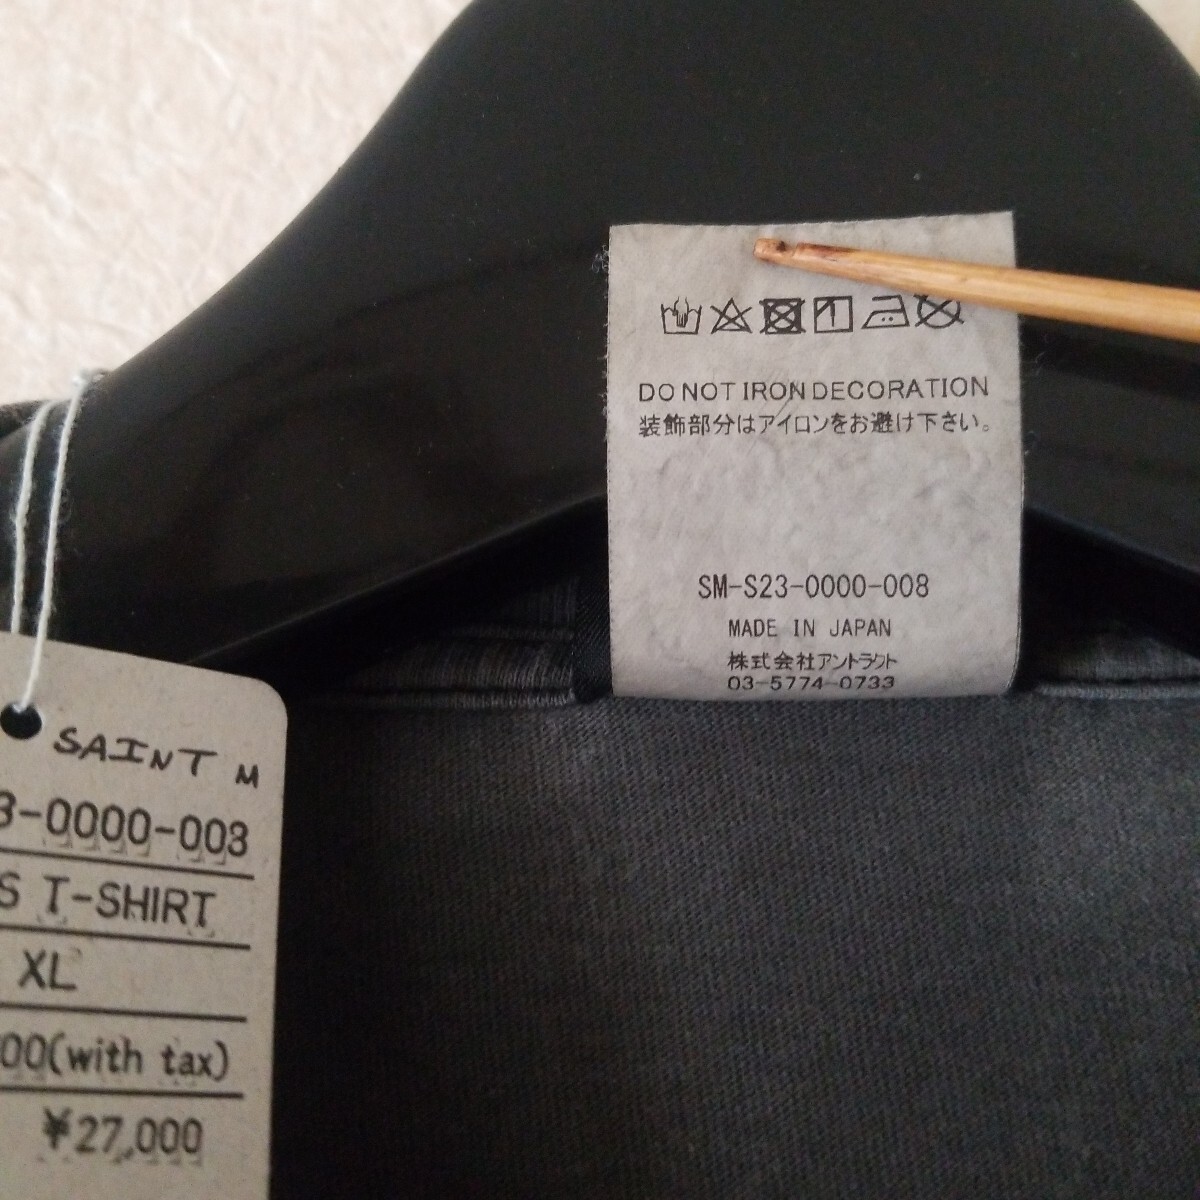 DO NOT IRON DECORATION
装飾部分はアイロンをお避け下さい。
SM-S23-0000-008
MADE IN JAPAN
株式会社アントラクト
03-5774-0733
SAINT M
3-0000-008
S T-SHIRT
XL
00(with tax)
¥27,000